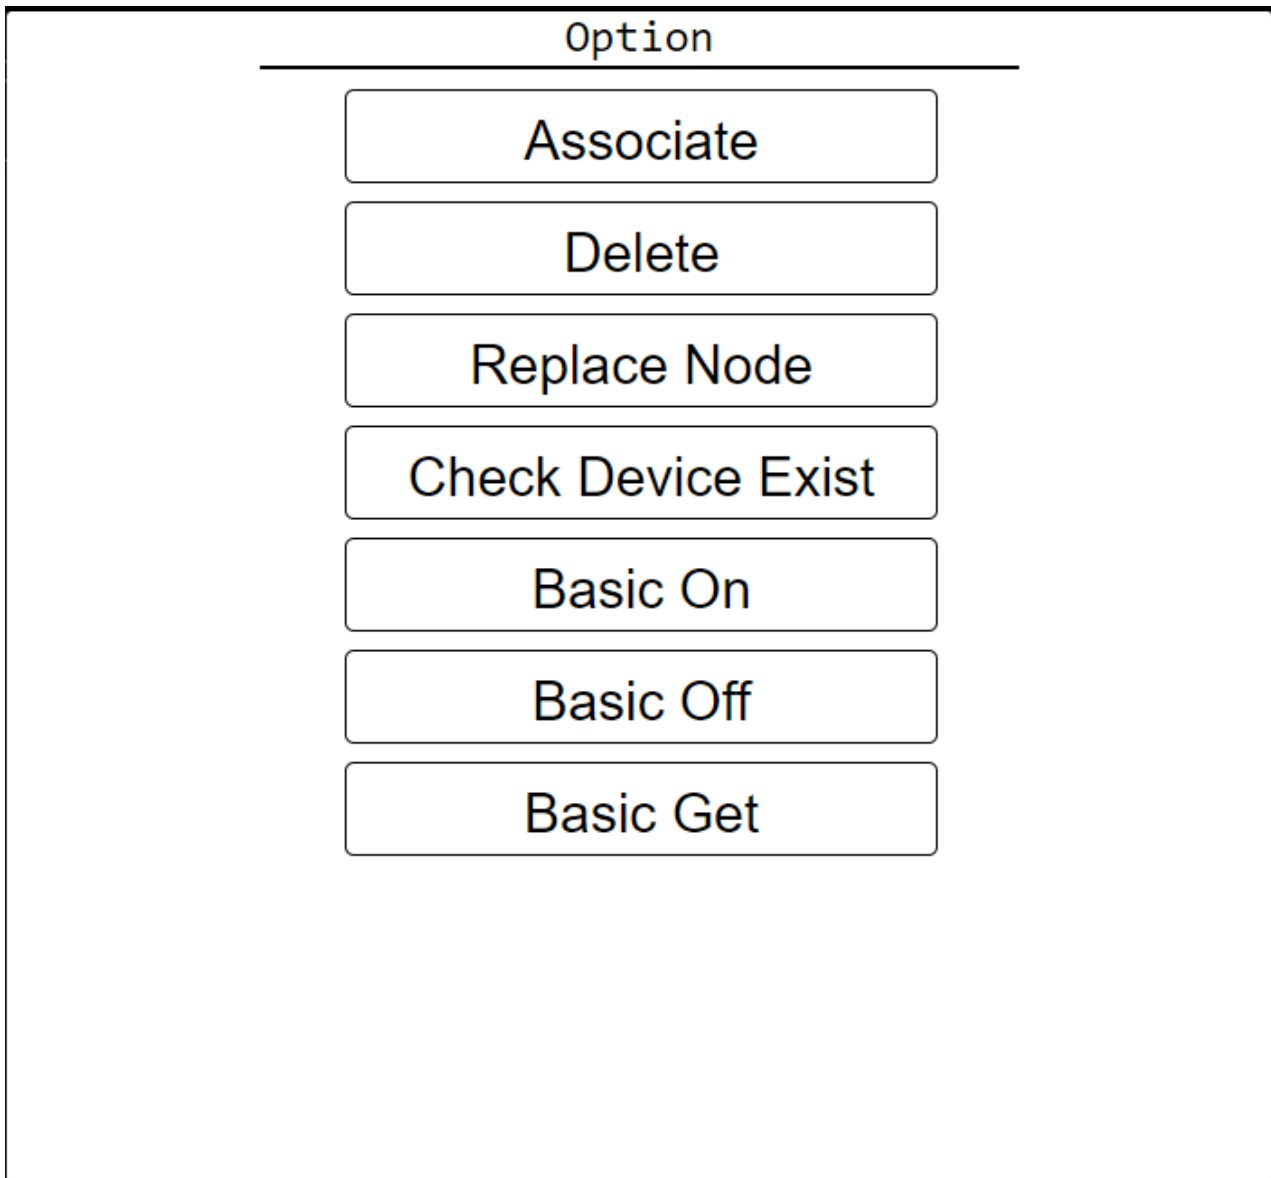 Option
Associate
Delete
Replace Node
Check Device Exist
Basic On
Basic Off
Basic Get